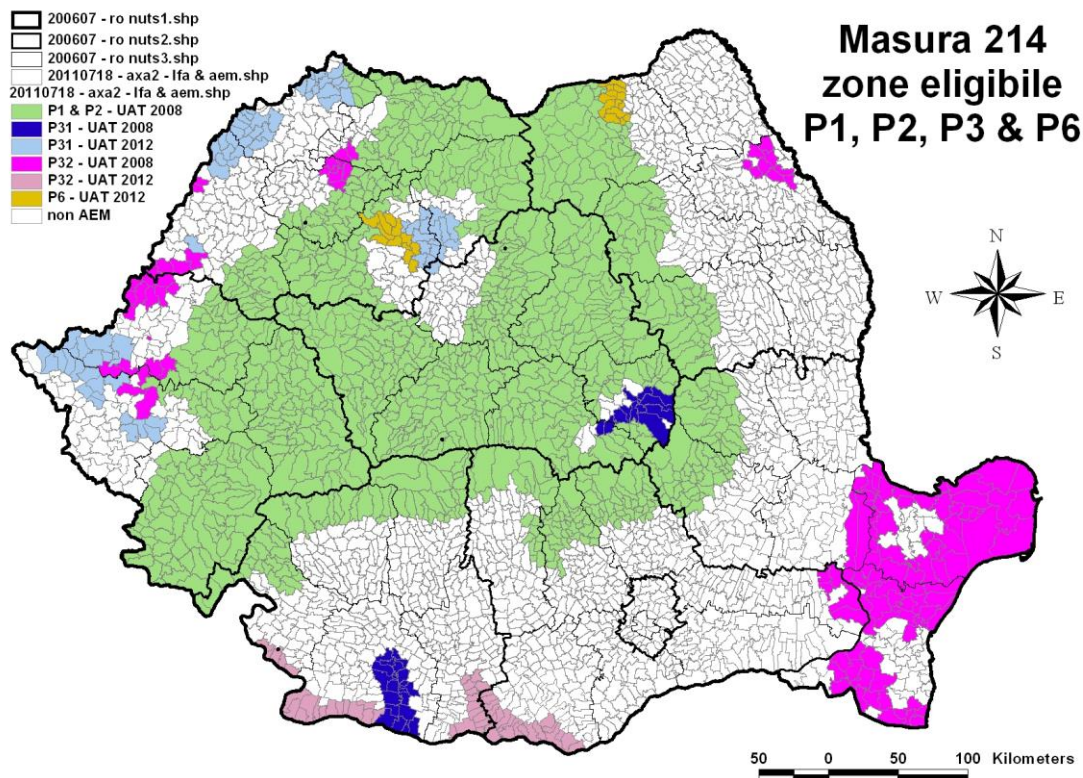 200607 - ro nuts1.shp
200607 - ro nuts2.shp
200607 - ro nuts3.shp
20110718 - axa2 - lfa & aem.shp
20110718 - axa2 - lfa & aem.shp
P1 & P2 - UAT 2008
P31 - UAT 2008
P31 - UAT 2012
P32 - UAT 2008
P32 - UAT 2012
P6 - UAT 2012
non AEM
Masura 214
zone eligibile
P1, P2, P3 & P6
N
W E
S
50 0 50 100 Kilometers